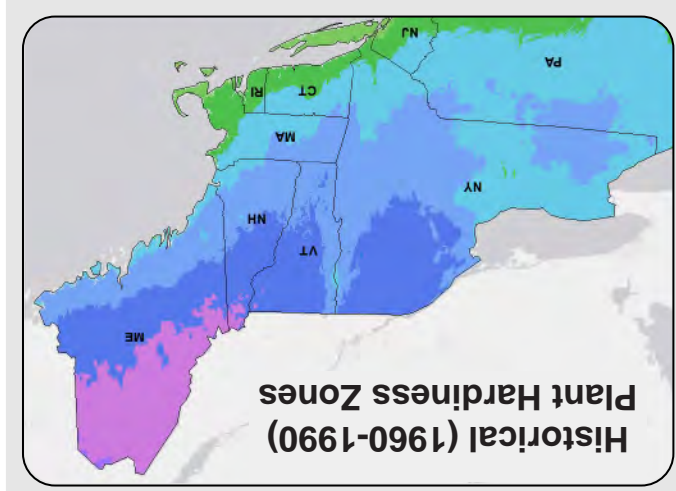 Historical (1960-1990)
Plant Hardiness Zones
ME
VT
NH
NY
MA
CT
RI
PA
NJ